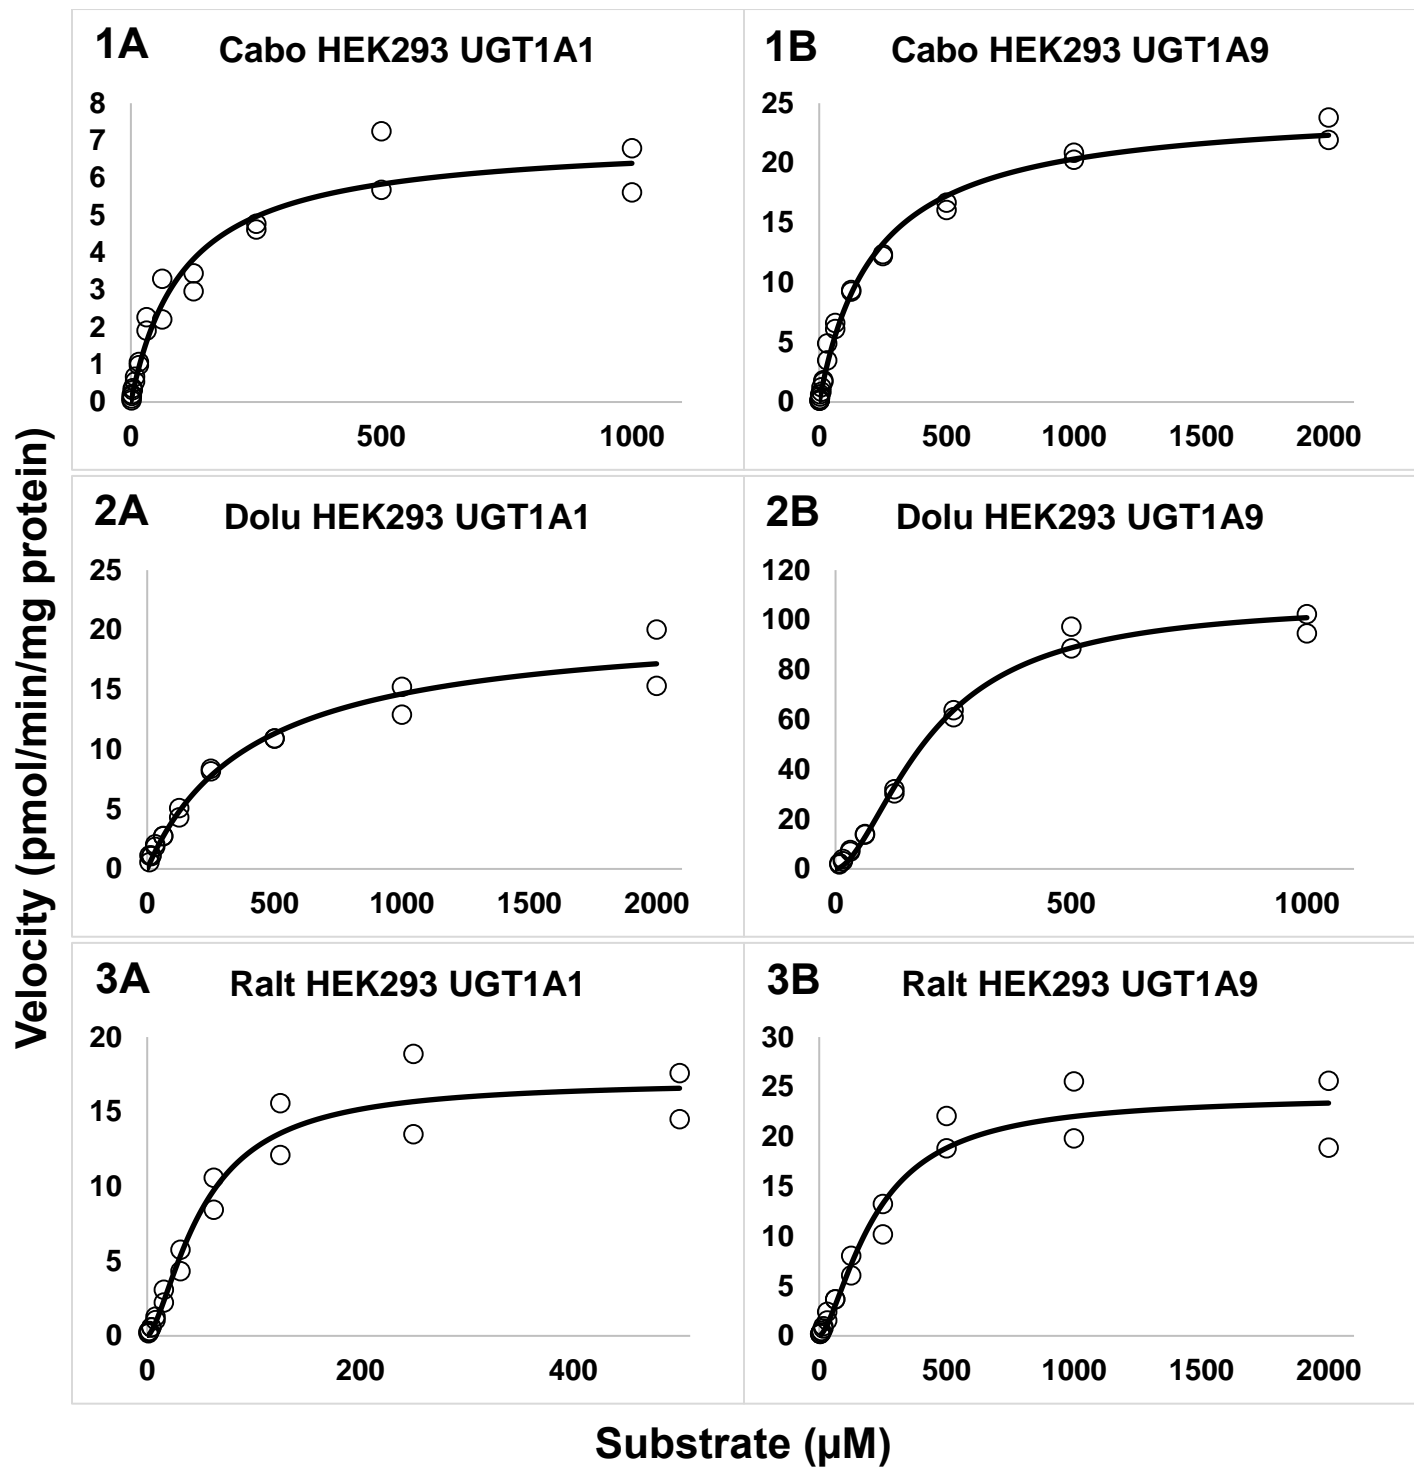 1A
Cabo HEK293 UGT1A1
8
7
6
5
4
3
2
1
0
0 500 1000
1B
Cabo HEK293 UGT1A9
25
20
15
10
5
0
0 500 1000 1500 2000
2A
Dolu HEK293 UGT1A1
25
20
15
10
5
0
0 500 1000 1500 2000
2B
Dolu HEK293 UGT1A9
120
100
80
60
40
20
0
0 500 1000
3A
Ralt HEK293 UGT1A1
20
15
10
5
0
0 200 400
3B
Ralt HEK293 UGT1A9
30
25
20
15
10
5
0
0 500 1000 1500 2000
Velocity (pmol/min/mg protein)
Substrate (µM)